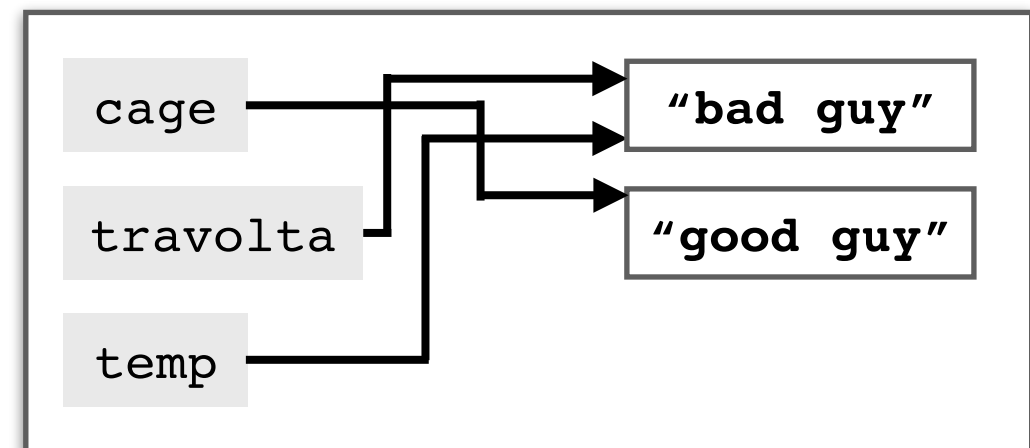 cage
“bad guy”
travolta
“good guy”
temp